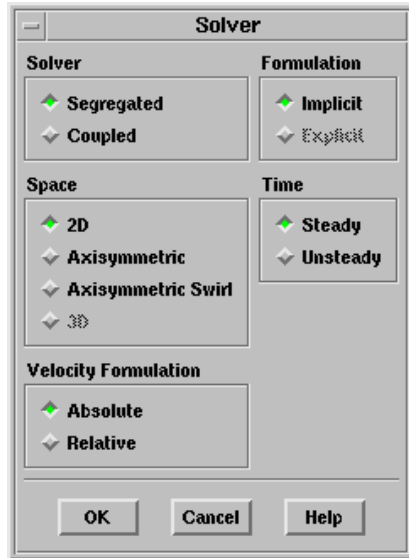 Solver
Solver
Segregated
Coupled
Formulation
Implicit
Explicit
Space
2D
Axisymmetric
Axisymmetric Swirl
3D
Time
Steady
Unsteady
Velocity Formulation
Absolute
Relative
OK
Cancel
Help